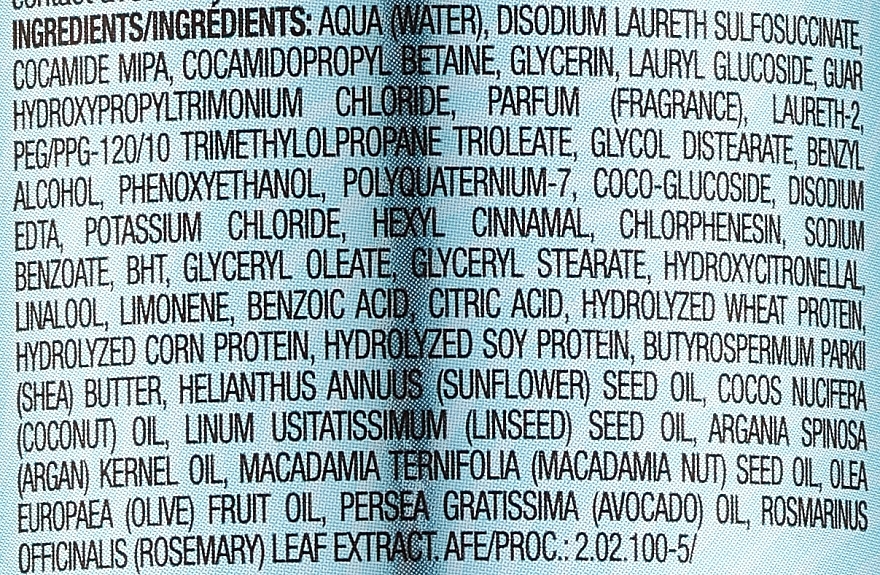 INGREDIENTS/INGRÉDIENTS: AQUA (WATER), DISODIUM LAURETH SULFOSUCCINATE,
COCAMIDE MIPA, COCAMIDOPROPYL BETAINE, GLYCERIN, LAURYL GLUCOSIDE, GUAR
HYDROXYPROPYLTRIMONIUM CHLORIDE, PARFUM (FRAGRANCE), LAURETH-2,
PEG/PPG-120/10 TRIMETHYLOLPROPANE TRIOLEATE, GLYCOL DISTEARATE, BENZYL
ALCOHOL, PHENOXYETHANOL, POLYQUATERNIUM-7, COCO-GLUCOSIDE, DISODIUM
EDTA, POTASSIUM CHLORIDE, HEXYL CINNAMAL, CHLORPHENESIN, SODIUM
BENZOATE, BHT, GLYCERYL OLEATE, GLYCERYL STEARATE, HYDROXYCITRONELLAL,
LINALOOL, LIMONENE, BENZOIC ACID, CITRIC ACID, HYDROLYZED WHEAT PROTEIN,
HYDROLYZED CORN PROTEIN, HYDROLYZED SOY PROTEIN, BUTYROSPERMUM PARKII
(SHEA) BUTTER, HELIANTHUS ANNUUS (SUNFLOWER) SEED OIL, COCOS NUCIFERA
(COCONUT) OIL, LINUM USITATISSIMUM (LINSEED) SEED OIL, ARGANIA SPINOSA
(ARGAN) KERNEL OIL, MACADAMIA TERNIFOLIA (MACADAMIA NUT) SEED OIL, OLEA
EUROPAEA (OLIVE) FRUIT OIL, PERSEA GRATISSIMA (AVOCADO) OIL, ROSMARINUS
OFFICINALIS (ROSEMARY) LEAF EXTRACT. AFE/PROC.: 2.02.100-5/